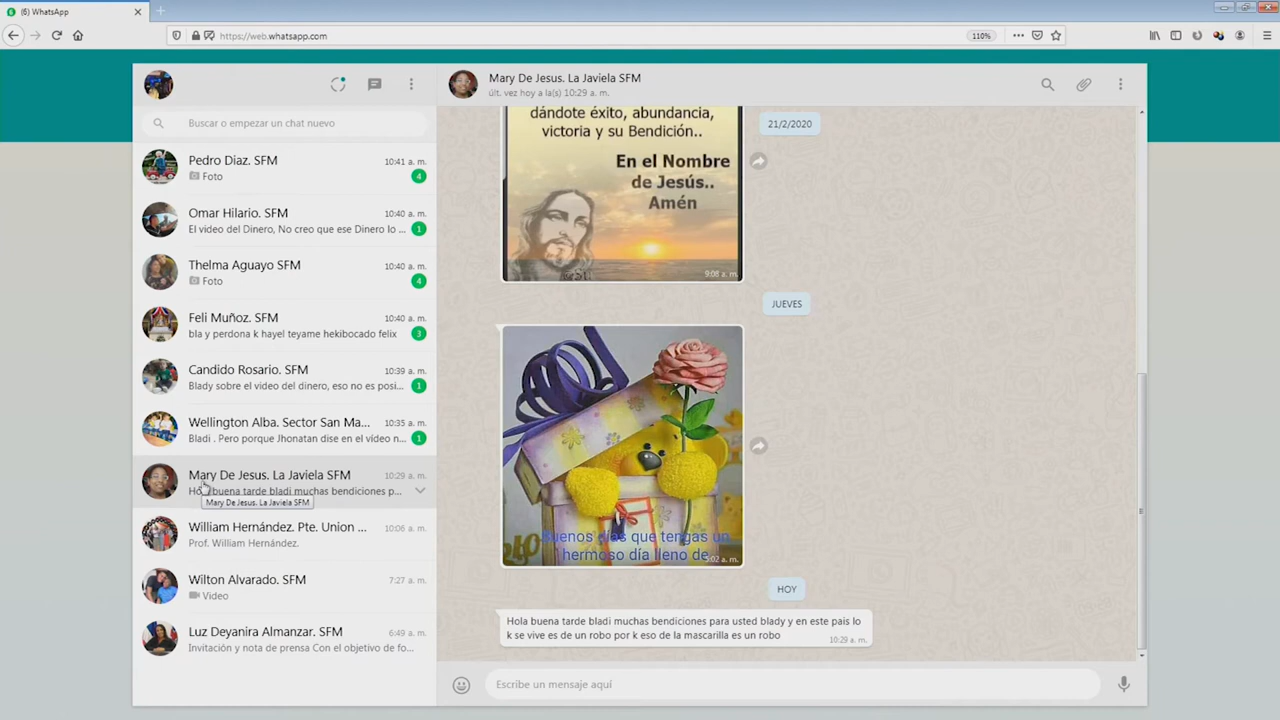 (6) WhatsApp
https://web.whatsapp.com
110%
Buscar o empezar un chat nuevo
Pedro Diaz. SFM
10:41 a. m.
Foto
4
Omar Hilario. SFM
10:40 a. m.
El video del Dinero, No creo que ese Dinero lo ...
1
Thelma Aguayo SFM
10:40 a. m.
Foto
4
Feli Muñoz. SFM
10:40 a. m.
bla y perdona k hayel teyame hekibocado felix
3
Candido Rosario. SFM
10:39 a. m.
Blady sobre el video del dinero, eso no es posi...
1
Wellington Alba. Sector San Ma...
10:35 a. m.
Bladi . Pero porque Jhonatan dise en el vídeo n...
1
Mary De Jesus. La Javiela SFM
10:29 a. m.
Hola buena tarde bladi muchas bendiciones p...
Mary De Jesus. La Javiela SFM
William Hernández. Pte. Union ...
10:06 a. m.
Prof. William Hernández.
Wilton Alvarado. SFM
7:27 a. m.
Video
Luz Deyanira Almanzar. SFM
6:49 a. m.
Invitación y nota de prensa Con el objetivo de fo...
Mary De Jesus. La Javiela SFM
últ. vez hoy a la(s) 10:29 a. m.
21/2/2020
dándote éxito, abundancia,
victoria y su Bendición..
En el Nombre
de Jesús..
Amén
9:08 a. m.
JUEVES
Buenos días que tengas un
hermoso día lleno de
HOY
Hola buena tarde bladi muchas bendiciones para usted blady y en este pais lo
k se vive es de un robo por k eso de la mascarilla es un robo
10:29 a. m.
Escribe un mensaje aquí